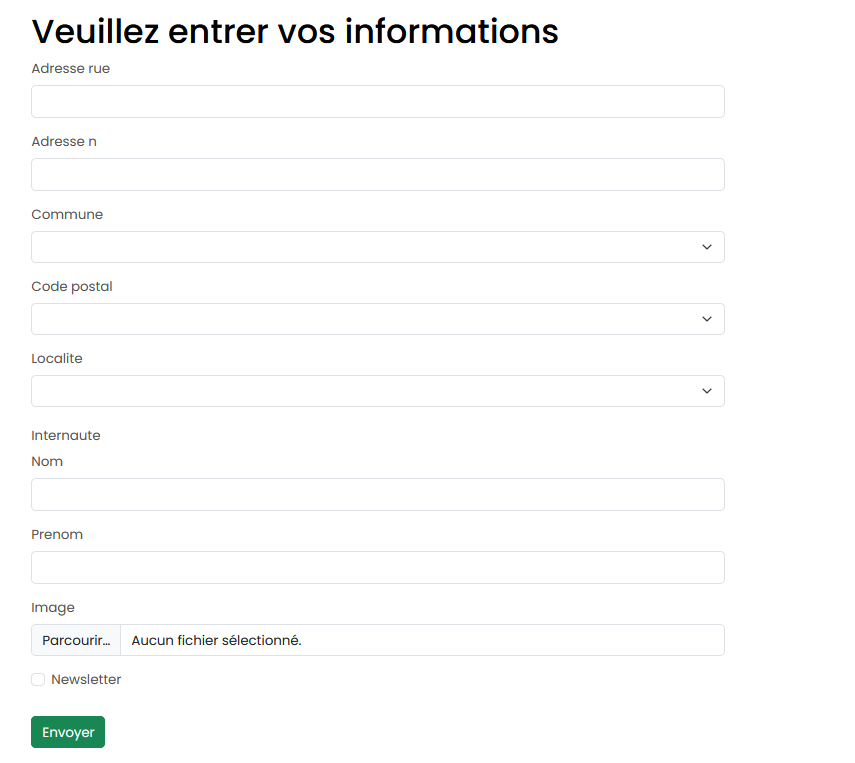 Veuillez entrer vos informations
Adresse rue
Adresse n
Commune
Code postal
Localite
Internaute
Nom
Prenom
Image
Parcourir... Aucun fichier sélectionné.
Newsletter
Envoyer